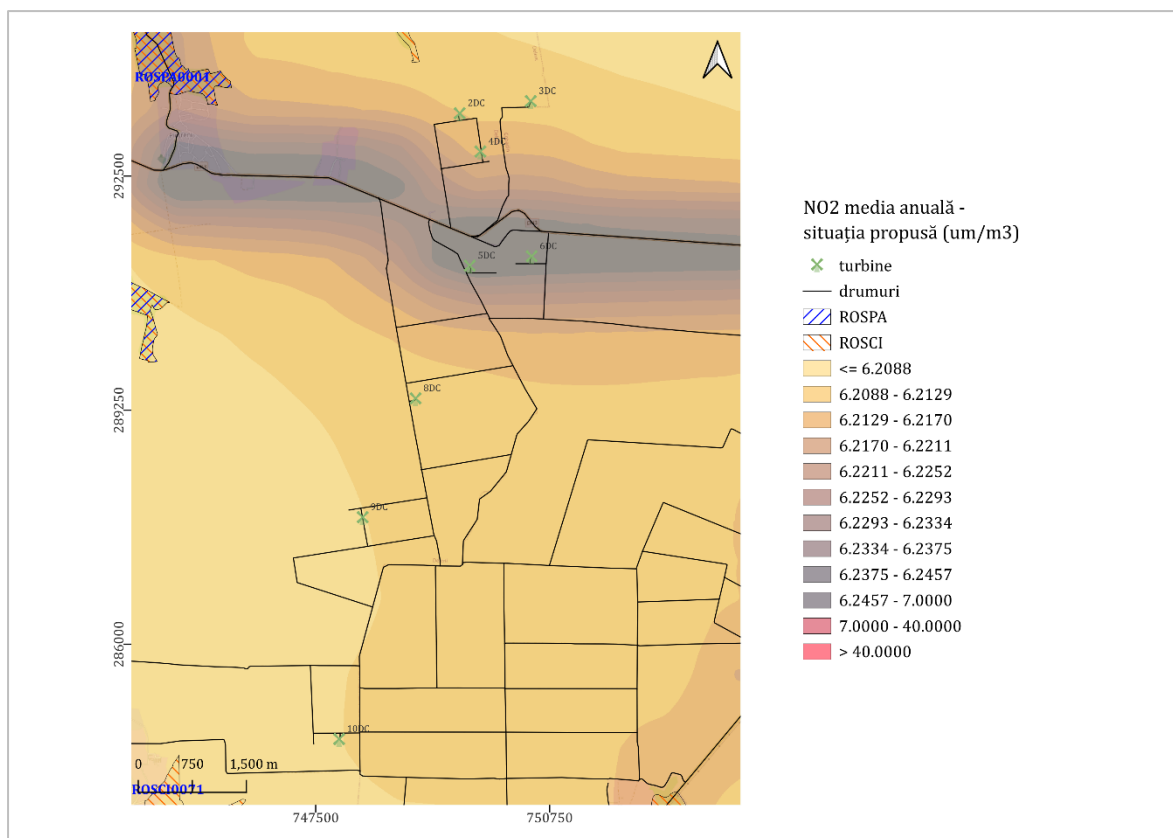 ROSPA0001
3DC
2DC
4DC
292500
6DC
5DC
289250
8DC
9DC
286000
10DC
0 750 1,500 m
ROSCI0071
747500 750750
NO2 media anuală -
situația propusă (um/m3)
turbine
drumuri
ROSPA
ROSCI
<= 6.2088
6.2088 - 6.2129
6.2129 - 6.2170
6.2170 - 6.2211
6.2211 - 6.2252
6.2252 - 6.2293
6.2293 - 6.2334
6.2334 - 6.2375
6.2375 - 6.2457
6.2457 - 7.0000
7.0000 - 40.0000
> 40.0000